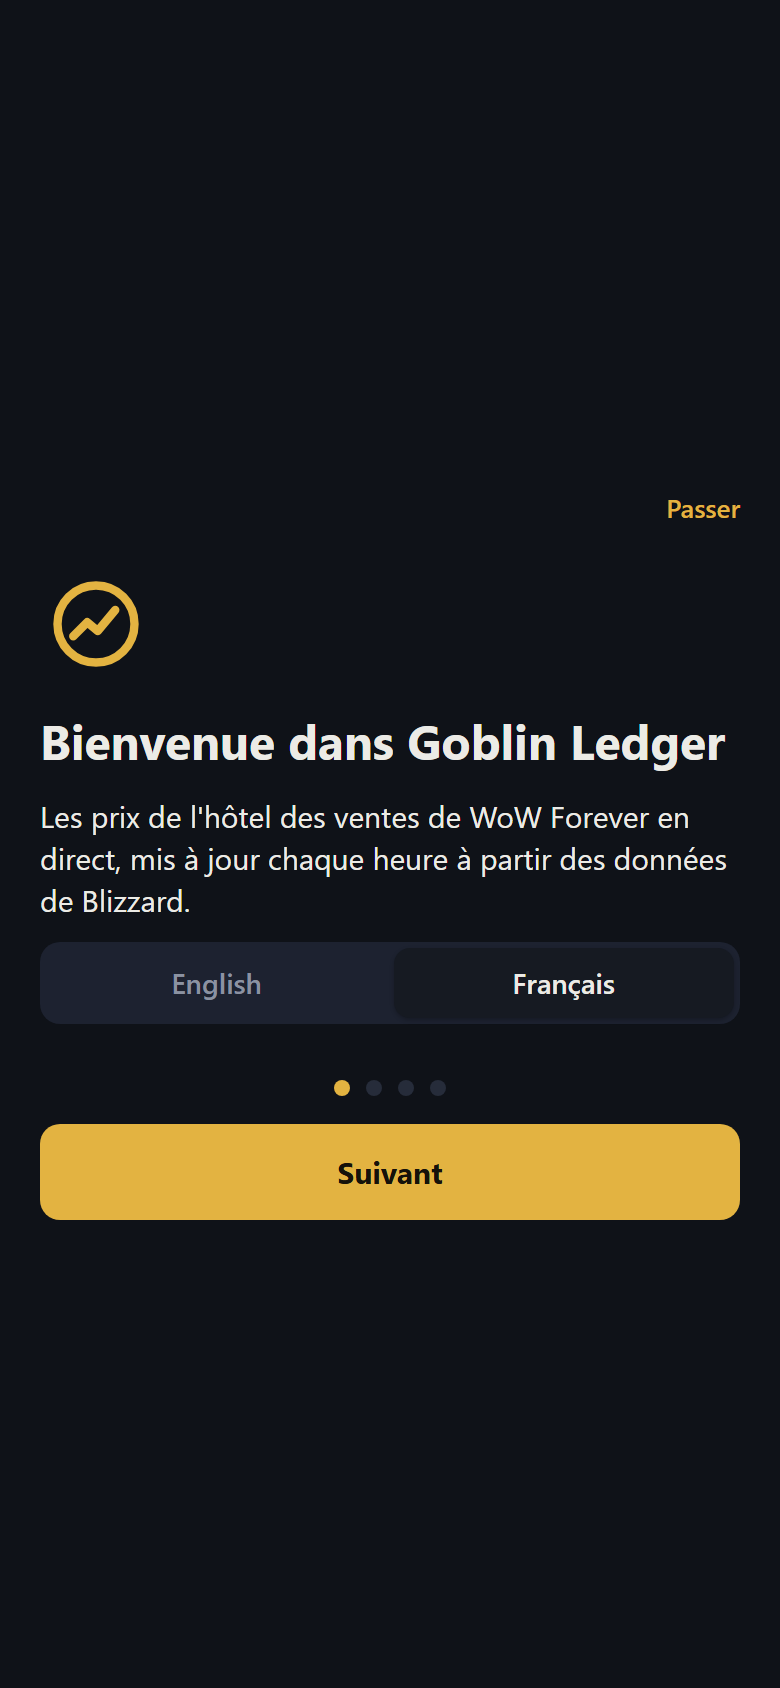 Passer
Bienvenue dans Goblin Ledger
Les prix de l'hôtel des ventes de WoW Forever en
direct, mis à jour chaque heure à partir des données
de Blizzard.
English
Français
Suivant